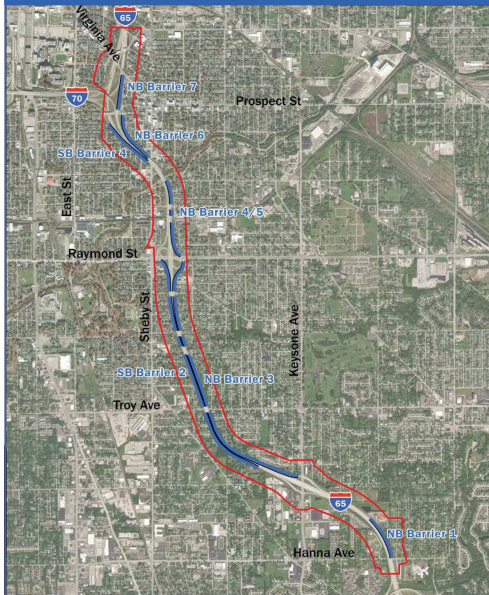 65
Virginia Ave
70
NB Barrier 7
Prospect St
NB Barrier 6
SB Barrier 4
East St
NB Barrier 4/5
Raymond St
Sheby St
Keysone Ave
SB Barrier 2
NB Barrier 3
Troy Ave
65
NB Barrier 1
Hanna Ave